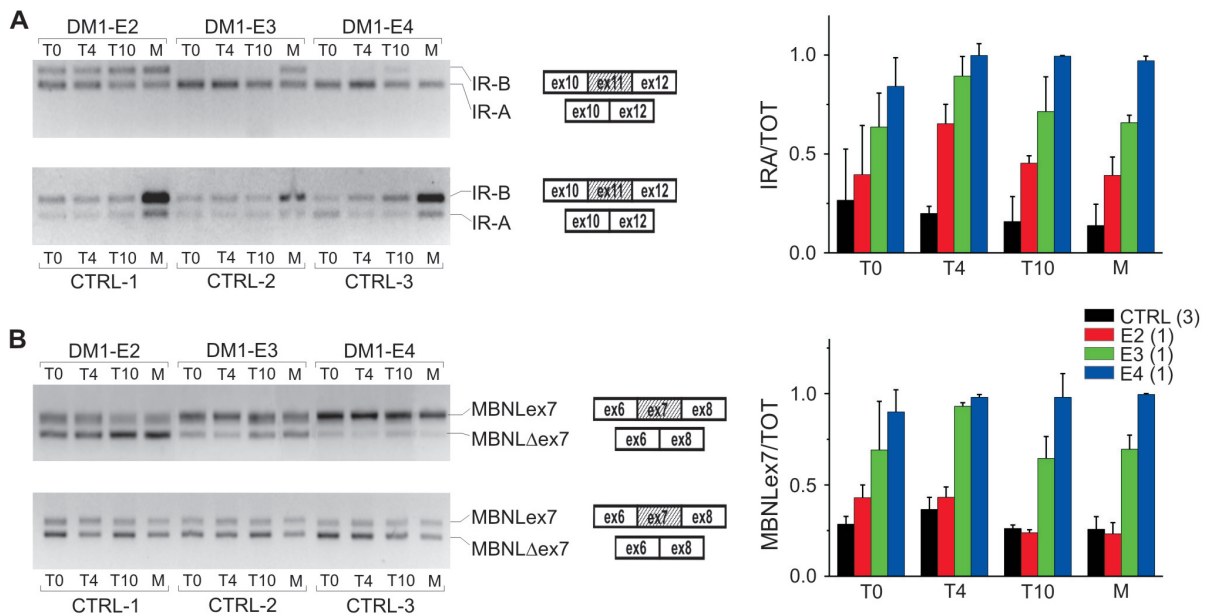 A
DM1-E2 DM1-E3 DM1-E4
T0 T4 T10 M T0 T4 T10 M T0 T4 T10 M
IR-B
IR-A
ex10 ex11 ex12
ex10 ex12
IR-B
IR-A
ex10 ex11 ex12
ex10 ex12
T0 T4 T10 M T0 T4 T10 M T0 T4 T10 M
CTRL-1 CTRL-2 CTRL-3
IRA/TOT
1.0
0.5
0.0
T0 T4 T10 M
B
DM1-E2 DM1-E3 DM1-E4
T0 T4 T10 M T0 T4 T10 M T0 T4 T10 M
MBNLex7
MBNLΔex7
ex6 ex7 ex8
ex6 ex8
MBNLex7
MBNLΔex7
ex6 ex7 ex8
ex6 ex8
T0 T4 T10 M T0 T4 T10 M T0 T4 T10 M
CTRL-1 CTRL-2 CTRL-3
CTRL (3)
E2 (1)
E3 (1)
E4 (1)
MBNLex7/TOT
1.0
0.5
0.0
T0 T4 T10 M